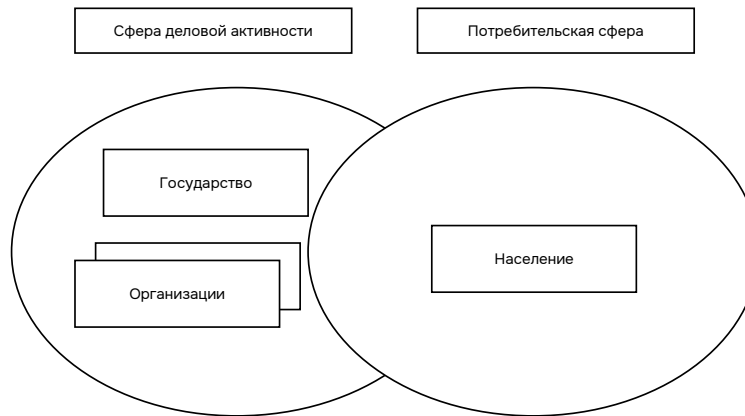 Сфера деловой активности
Потребительская сфера
Государство
Население
Организации